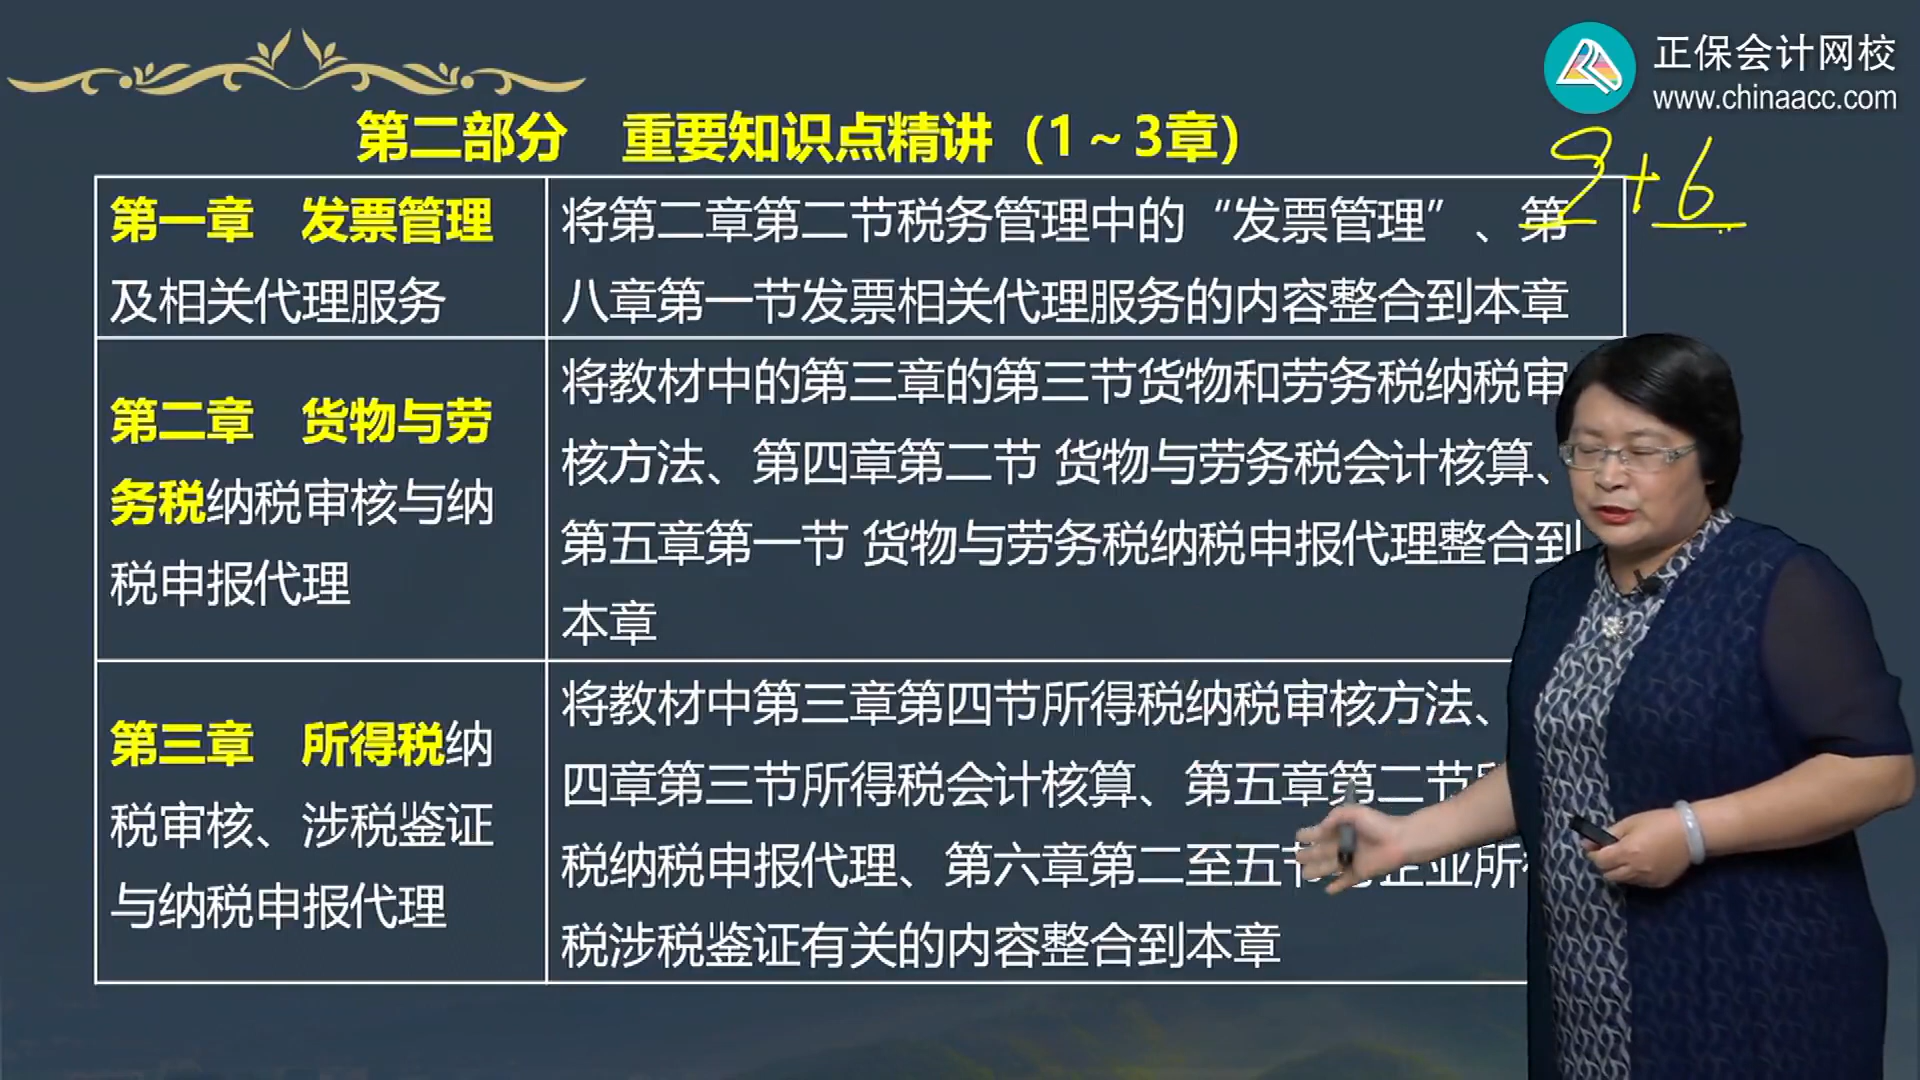 正保会计网校
www.chinaacc.com
第二部分 重要知识点精讲（1～3章）
2+6
第一章 发票管理
及相关代理服务
将第二章第二节税务管理中的“发票管理”、第
八章第一节发票相关代理服务的内容整合到本章
第二章 货物与劳
务税纳税审核与纳
税申报代理
将教材中的第三章的第三节货物和劳务税纳税审
核方法、第四章第二节 货物与劳务税会计核算、
第五章第一节 货物与劳务税纳税申报代理整合到
本章
第三章 所得税纳
税审核、涉税鉴证
与纳税申报代理
将教材中第三章第四节所得税纳税审核方法、
四章第三节所得税会计核算、第五章第二节
税纳税申报代理、第六章第二至五节 企业所
税涉税鉴证有关的内容整合到本章